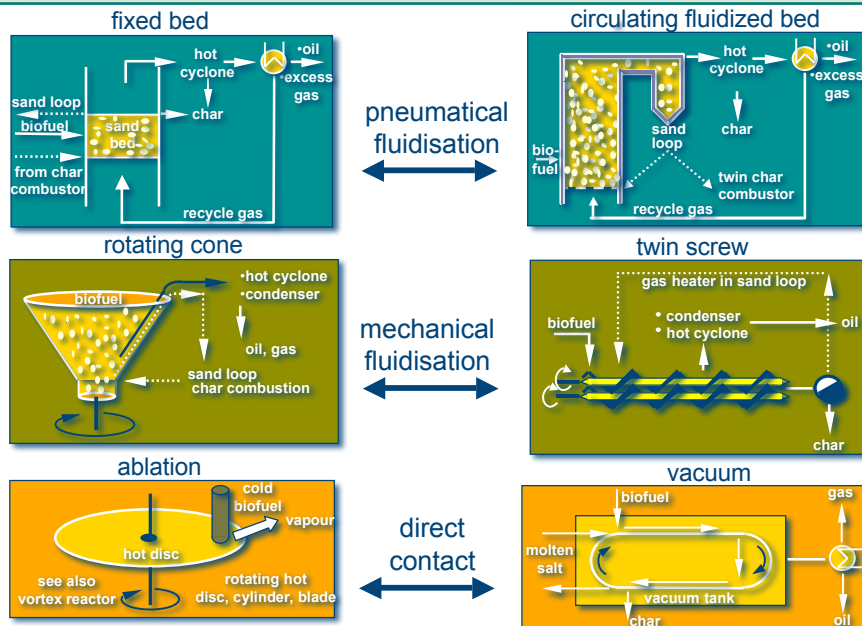 fixed bed
hot
cyclone
•oil
•excess
gas
sand loop
biofuel
sand
bed
char
from char
combustor
recycle gas
pneumatical
fluidisation
circulating fluidized bed
hot
cyclone
•oil
•excess
gas
sand
loop
char
bio-
fuel
twin char
combustor
recycle gas
rotating cone
biofuel
•hot cyclone
•condenser
oil, gas
sand loop
char combustion
mechanical
fluidisation
twin screw
gas heater in sand loop
• condenser
• hot cyclone
oil
biofuel
char
ablation
cold
biofuel
vapour
hot disc
see also
vortex reactor
rotating hot
disc, cylinder, blade
direct
contact
vacuum
biofuel
gas
molten
salt
vacuum tank
char
oil